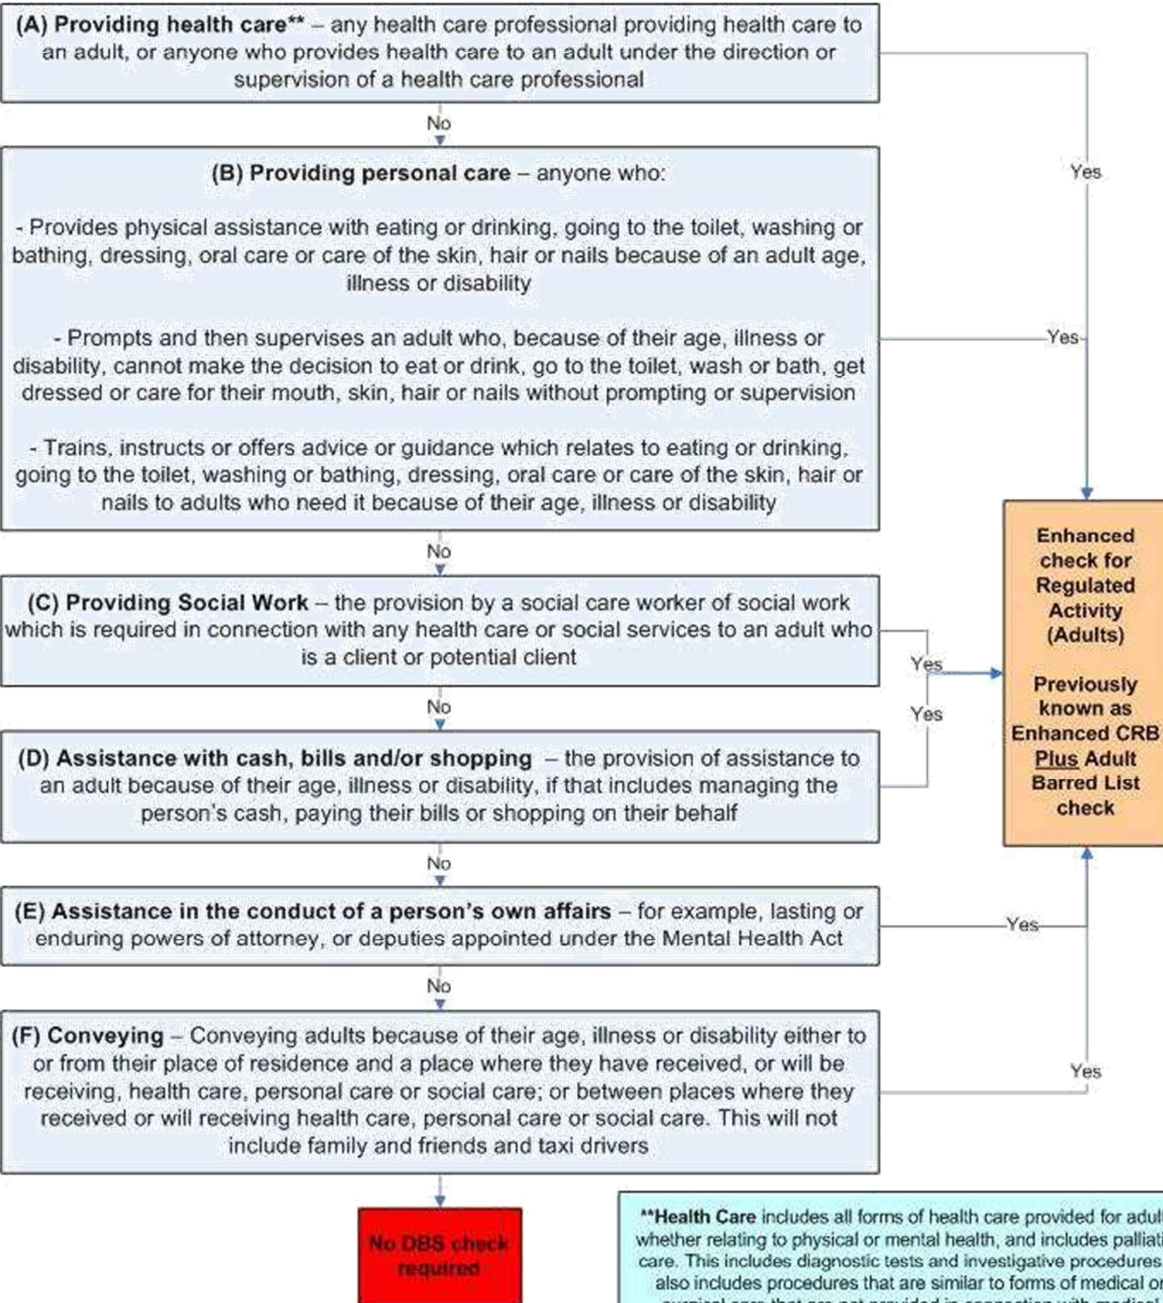 (A) Providing health care** – any health care professional providing health care to
an adult, or anyone who provides health care to an adult under the direction or
supervision of a health care professional
Yes
No
(B) Providing personal care – anyone who:
- Provides physical assistance with eating or drinking, going to the toilet, washing or
bathing, dressing, oral care or care of the skin, hair or nails because of an adult age,
illness or disability
- Prompts and then supervises an adult who, because of their age, illness or
disability, cannot make the decision to eat or drink, go to the toilet, wash or bath, get
dressed or care for their mouth, skin, hair or nails without prompting or supervision
- Trains, instructs or offers advice or guidance which relates to eating or drinking,
going to the toilet, washing or bathing, dressing, oral care or care of the skin, hair or
nails to adults who need it because of their age, illness or disability
Yes
No
(C) Providing Social Work – the provision by a social care worker of social work
which is required in connection with any health care or social services to an adult who
is a client or potential client
Yes
No
(D) Assistance with cash, bills and/or shopping – the provision of assistance to
an adult because of their age, illness or disability, if that includes managing the
person's cash, paying their bills or shopping on their behalf
Yes
No
(E) Assistance in the conduct of a person's own affairs – for example, lasting or
enduring powers of attorney, or deputies appointed under the Mental Health Act
Yes
No
(F) Conveying – Conveying adults because of their age, illness or disability either to
or from their place of residence and a place where they have received, or will be
receiving, health care, personal care or social care; or between places where they
received or will receiving health care, personal care or social care. This will not
include family and friends and taxi drivers
Yes
Enhanced
check for
Regulated
Activity
(Adults)
Previously
known as
Enhanced CRB
Plus Adult
Barred List
check
No DBS check
required
**Health Care includes all forms of health care provided for
whether relating to physical or mental health, and includes
care. This includes diagnostic tests and investigative procedures
also includes procedures that are similar to forms of medical or